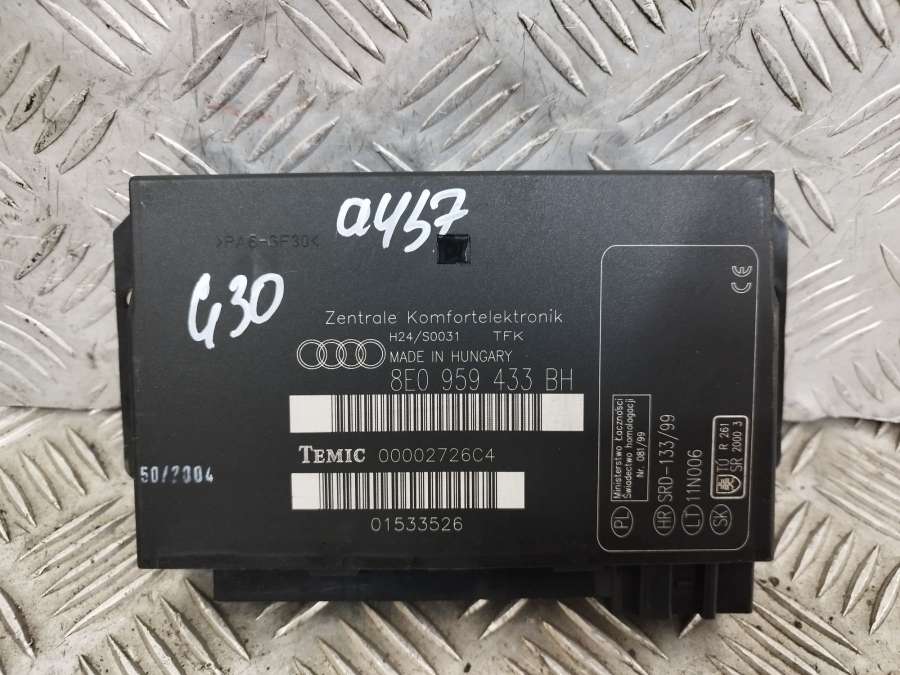 ay57
>PA6-GF30<
G30
Zentrale Komfortelektronik
H24/S0031 TFK
MADE IN HUNGARY
8E0 959 433 BH
TEMIC 00002726C4
50/2004
01533526
CE
Ministerstwo Łączności
Świadectwo homologacji
Nr. 081/99
PL
HR SRD-133/99
LT 11N006
SK TO R 261
SR 2000 3